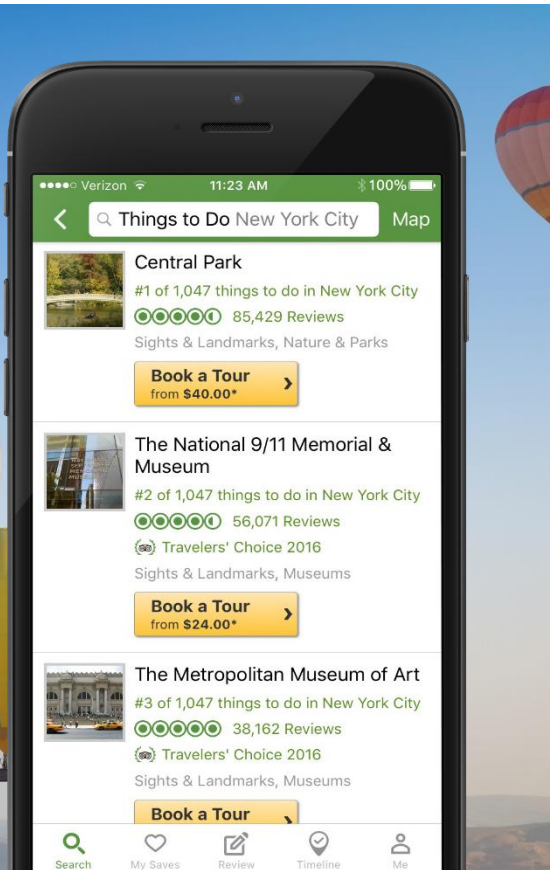 Verizon 11:23 AM 100%
Things to Do New York City Map
Central Park
#1 of 1,047 things to do in New York City
85,429 Reviews
Sights & Landmarks, Nature & Parks
Book a Tour
from $40.00*
The National 9/11 Memorial &
Museum
#2 of 1,047 things to do in New York City
56,071 Reviews
Travelers' Choice 2016
Sights & Landmarks, Museums
Book a Tour
from $24.00*
The Metropolitan Museum of Art
#3 of 1,047 things to do in New York City
38,162 Reviews
Travelers' Choice 2016
Sights & Landmarks, Museums
Book a Tour
Search My Saves Review Timeline Me